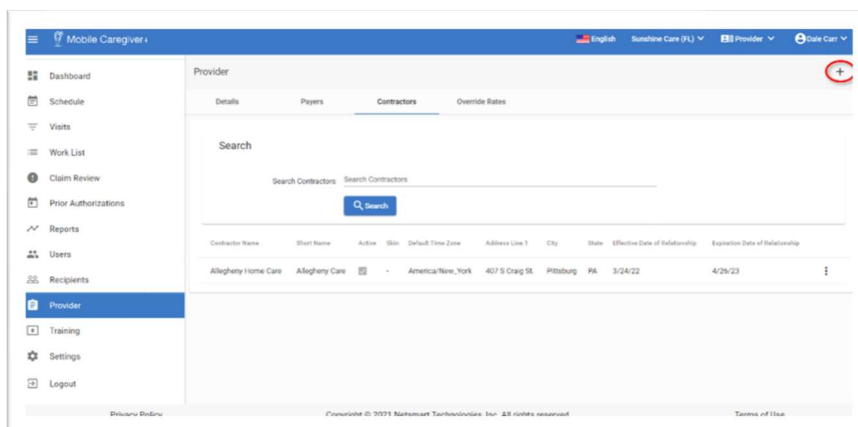 Mobile Caregiver+ English Sunshine Care (FL) Provider Dale Carr
Dashboard
Schedule
Visits
Work List
Claim Review
Prior Authorizations
Reports
Users
Recipients
Provider
Training
Settings
Logout
Provider +
Details Payers Contractors Override Rates
Search
Search Contractors Search Contractors
Search
Contractor Name Short Name Active Skin Default Time Zone Address Line 1 City State Effective Date of Relationship Expiration Date of Relationship
Allegheny Home Care Allegheny Care - America/New_York 407 S Craig St. Pittsburg PA 3/24/22 4/26/23
Privacy Policy Copyright © 2021 Netsmart Technologies, Inc. All rights reserved. Terms of Use